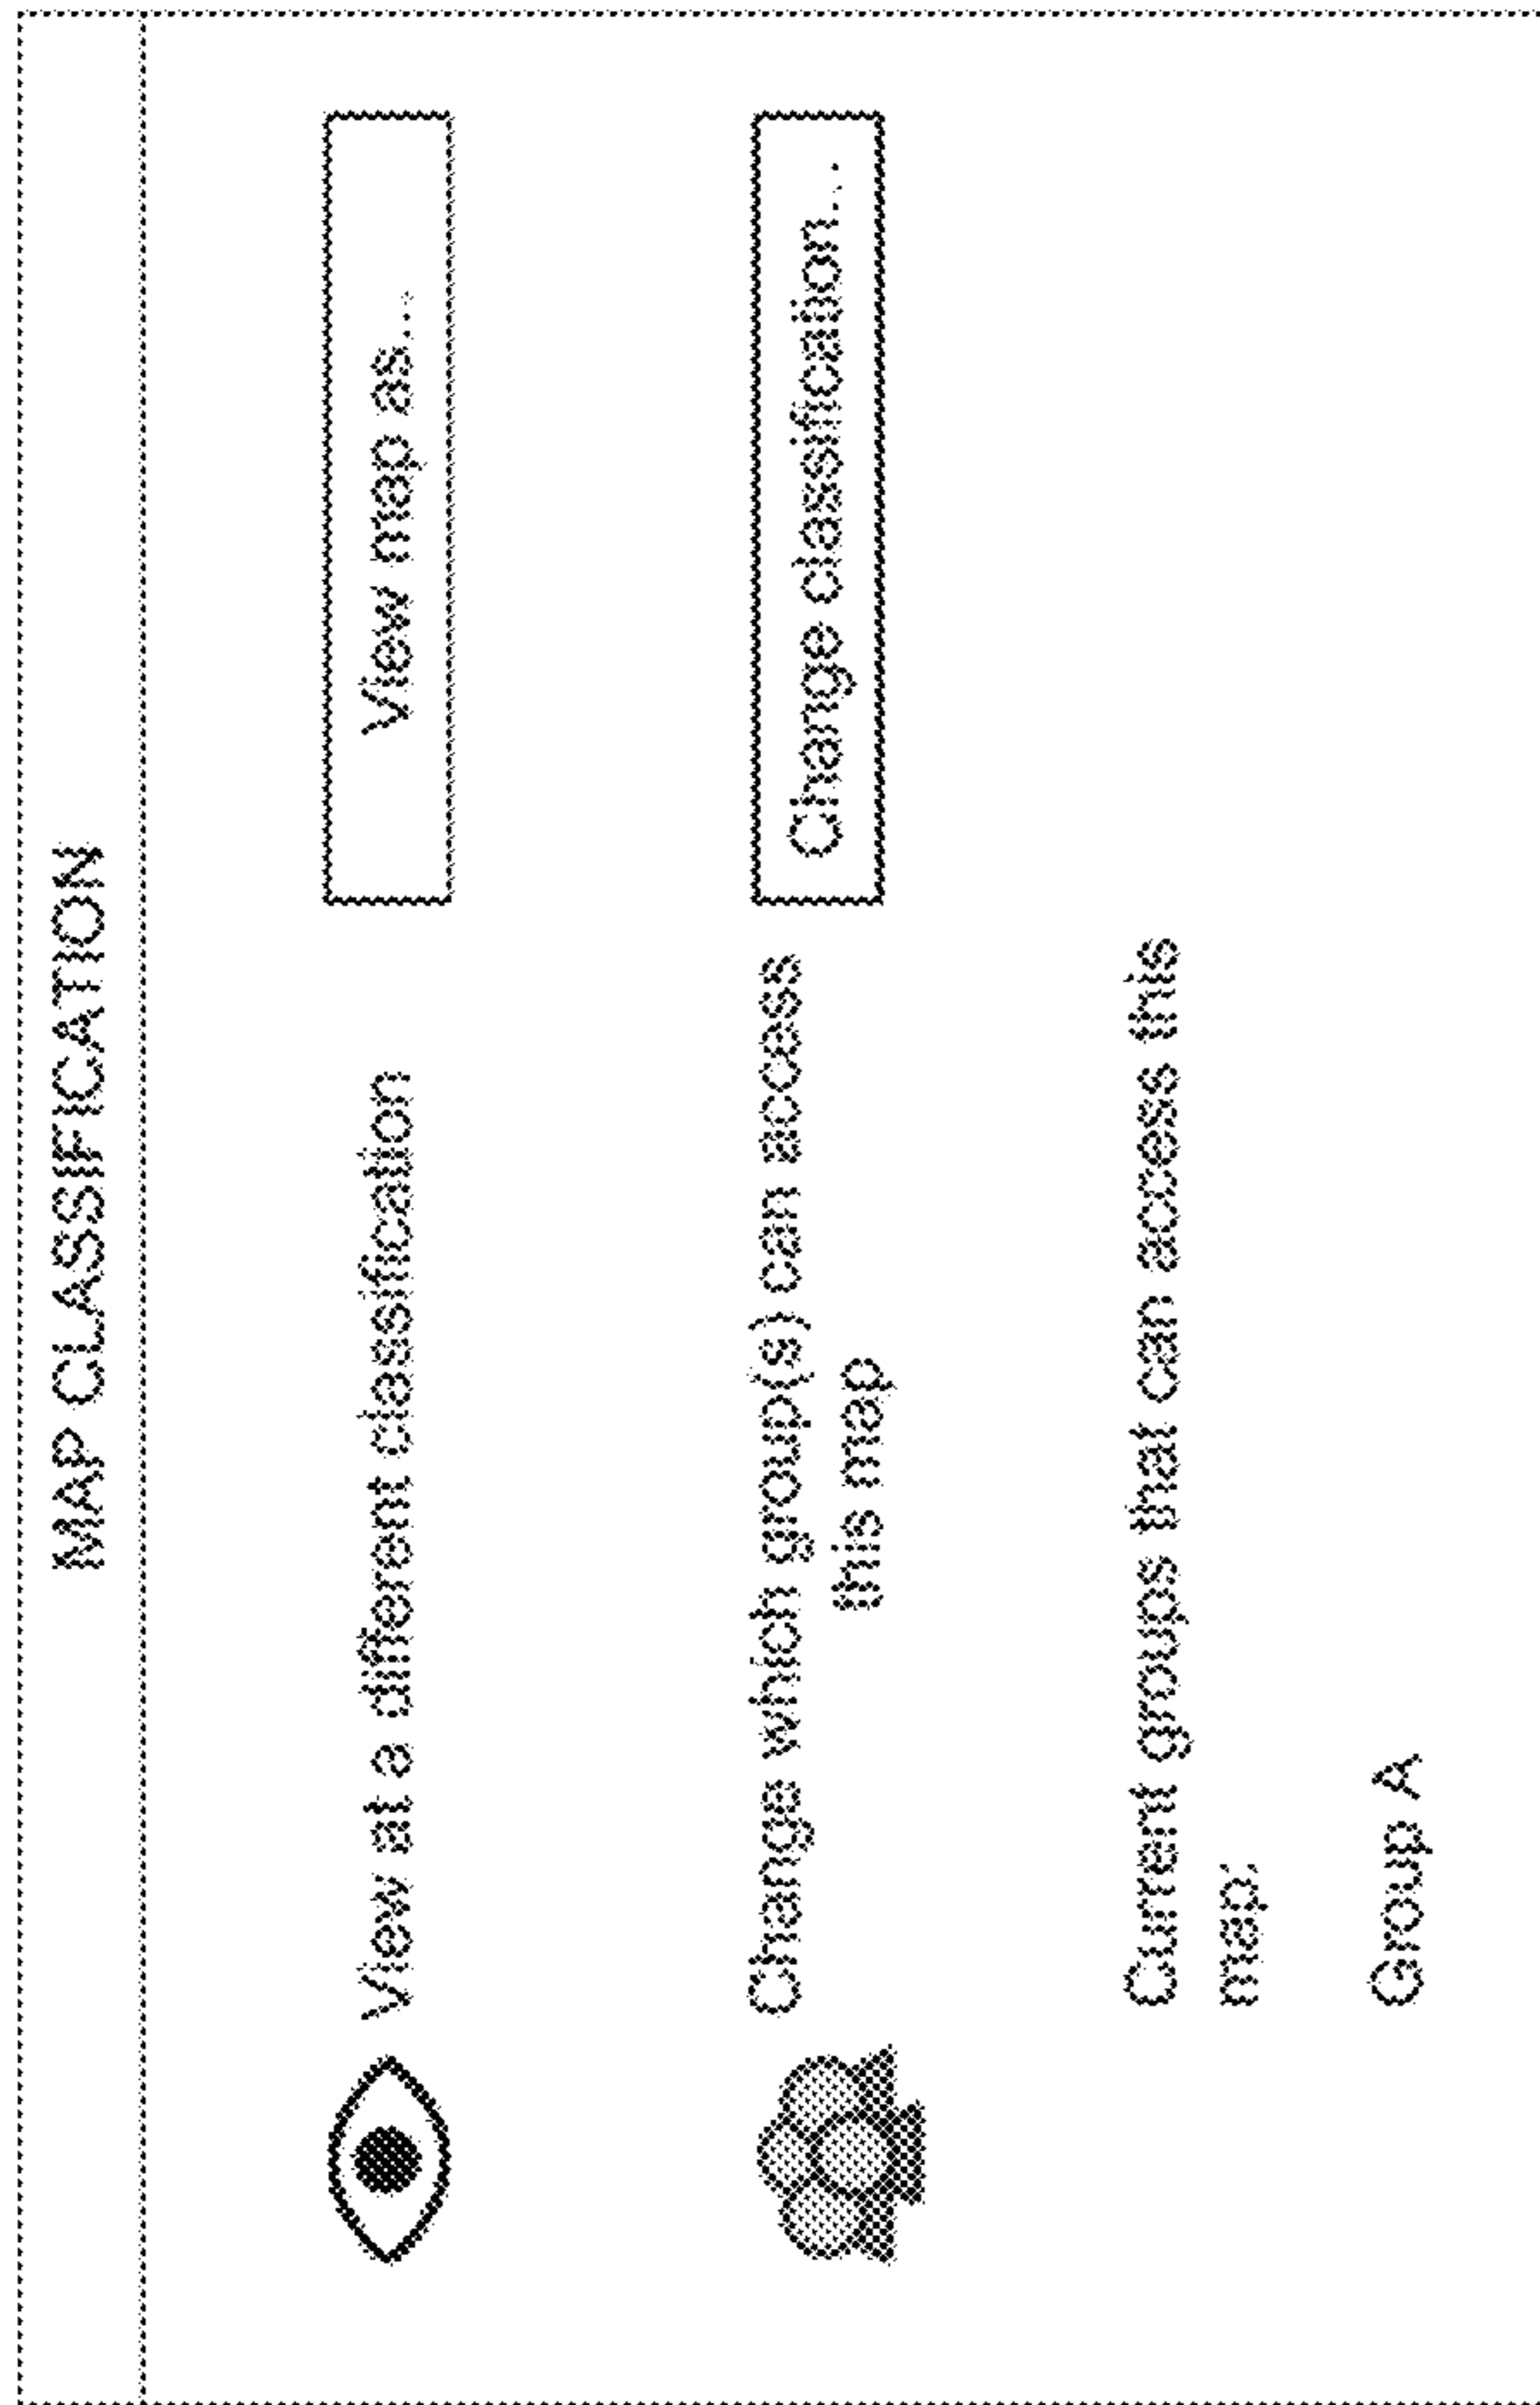 MAP CLASSIFICATION
View at a different classification
View map as...
Change which group(s) can access
this map
Change classification...
Current groups that can access this
map:
Group A